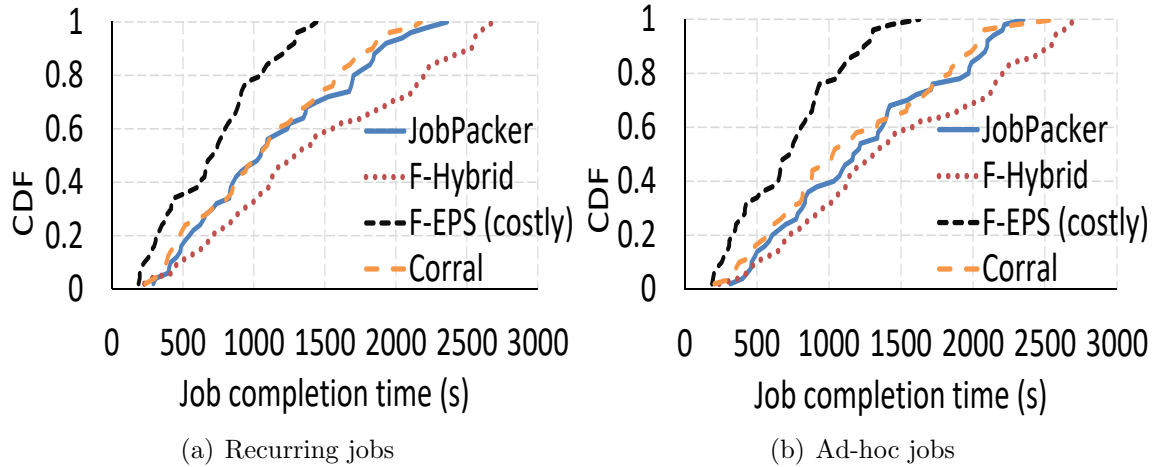 1
0.8
0.6
0.4
0.2
0
CDF
JobPacker
F-Hybrid
F-EPS (costly)
Corral
0 500 1000 1500 2000 2500 3000
Job completion time (s)
(a) Recurring jobs
1
0.8
0.6
0.4
0.2
0
CDF
JobPacker
F-Hybrid
F-EPS (costly)
Corral
0 500 1000 1500 2000 2500 3000
Job completion time (s)
(b) Ad-hoc jobs